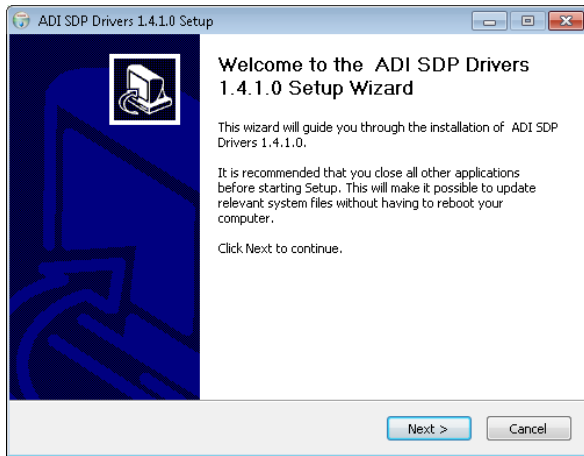 ADI SDP Drivers 1.4.1.0 Setup
Welcome to the ADI SDP Drivers
1.4.1.0 Setup Wizard
This wizard will guide you through the installation of ADI SDP
Drivers 1.4.1.0.
It is recommended that you close all other applications
before starting Setup. This will make it possible to update
relevant system files without having to reboot your
computer.
Click Next to continue.
Next >
Cancel